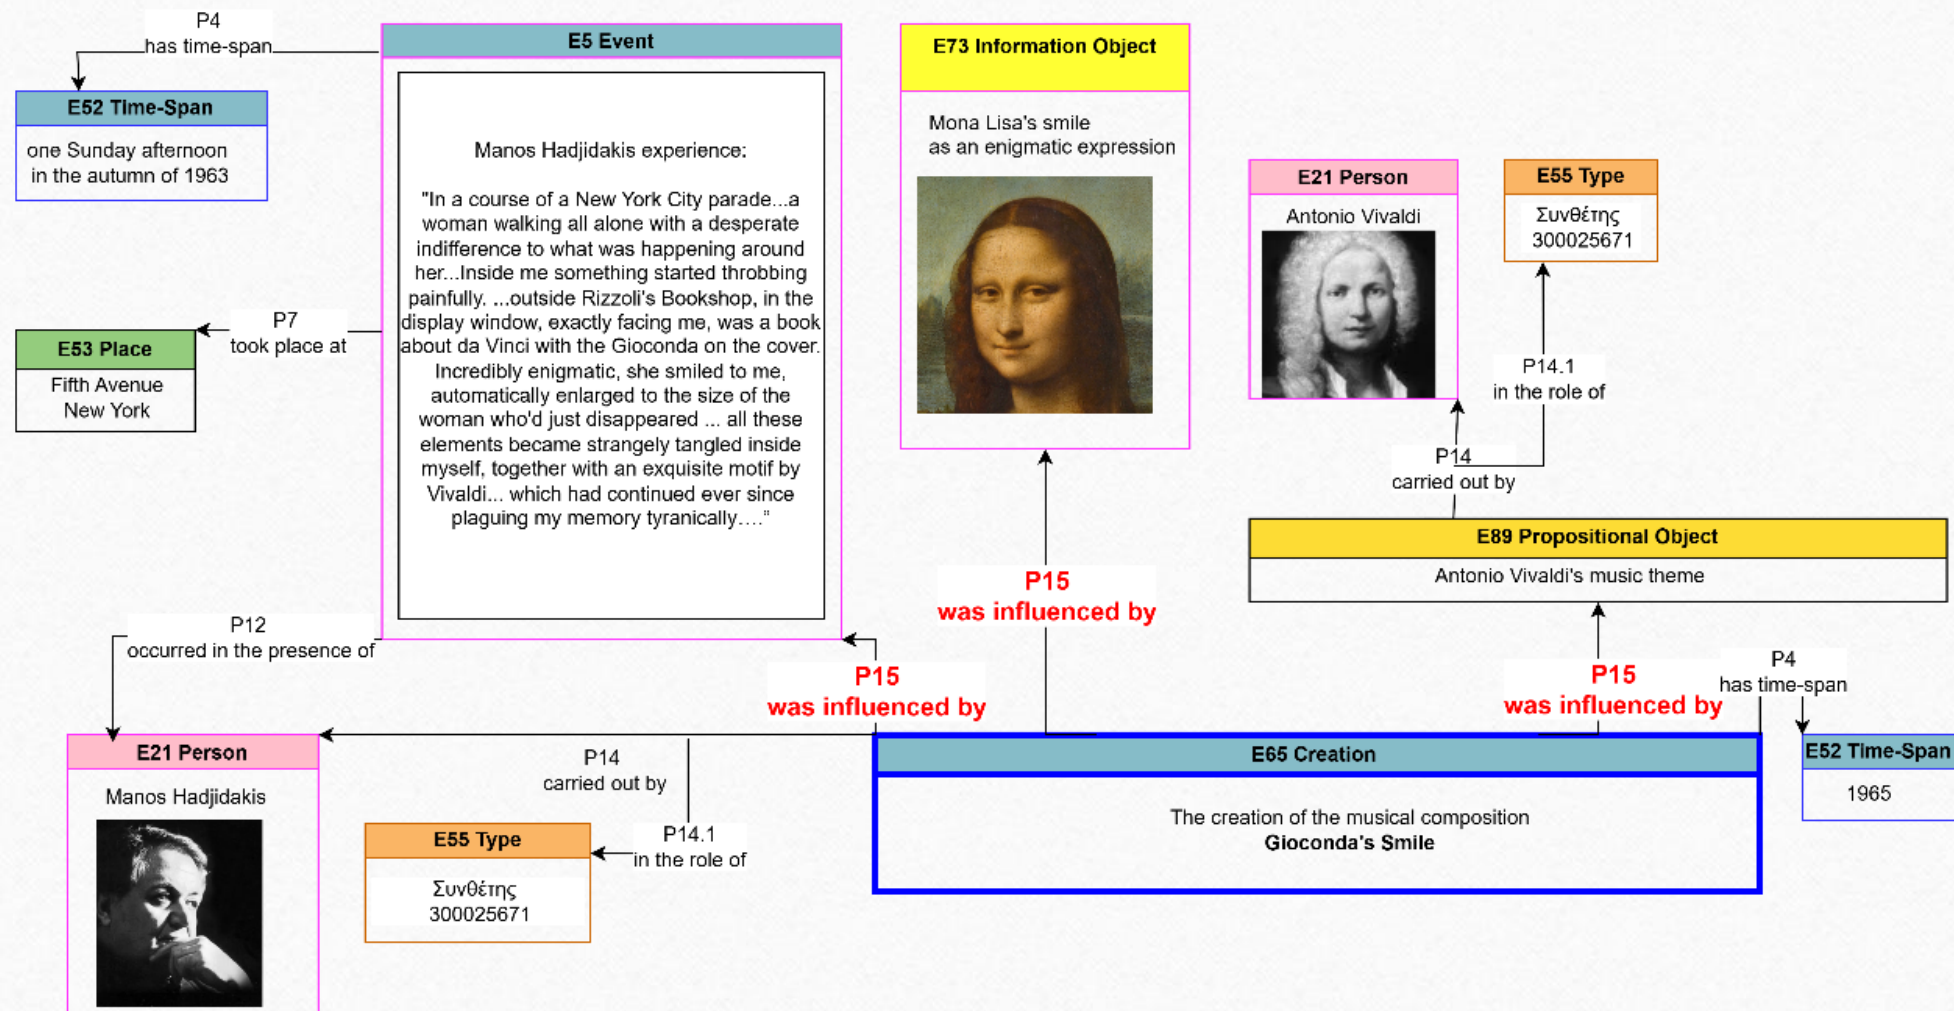 P4
has time-span
E52 Time-Span
one Sunday afternoon
in the autumn of 1963
P7
took place at
E53 Place
Fifth Avenue
New York
E5 Event
Manos Hadjidakis experience:
"In a course of a New York City parade...a
woman walking all alone with a desperate
indifference to what was happening around
her...Inside me something started throbbing
painfully. ...outside Rizzoli's Bookshop, in the
display window, exactly facing me, was a book
about da Vinci with the Gioconda on the cover.
Incredibly enigmatic, she smiled to me,
automatically enlarged to the size of the
woman who'd just disappeared ... all these
elements became strangely tangled inside
myself, together with an exquisite motif by
Vivaldi... which had continued ever since
plaguing my memory tyranically...."
E73 Information Object
Mona Lisa's smile
as an enigmatic expression
E21 Person
Antonio Vivaldi
E55 Type
Συνθέτης
300025671
P14.1
in the role of
P14
carried out by
E89 Propositional Object
Antonio Vivaldi's music theme
P15
was influenced by
P15
was influenced by
P15
was influenced by
P4
has time-span
E52 Time-Span
1965
P12
occurred in the presence of
E21 Person
Manos Hadjidakis
P14
carried out by
P14.1
in the role of
E55 Type
Συνθέτης
300025671
E65 Creation
The creation of the musical composition
Gioconda's Smile